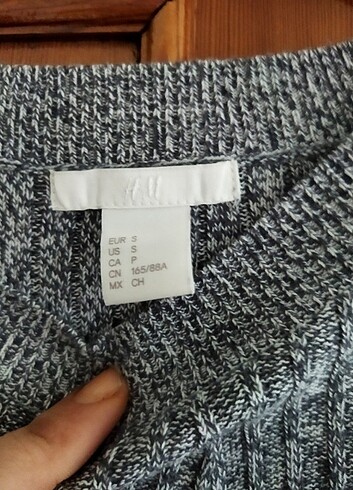 H&M
EUR S
US S
CA P
CN 165/88A
MX CH